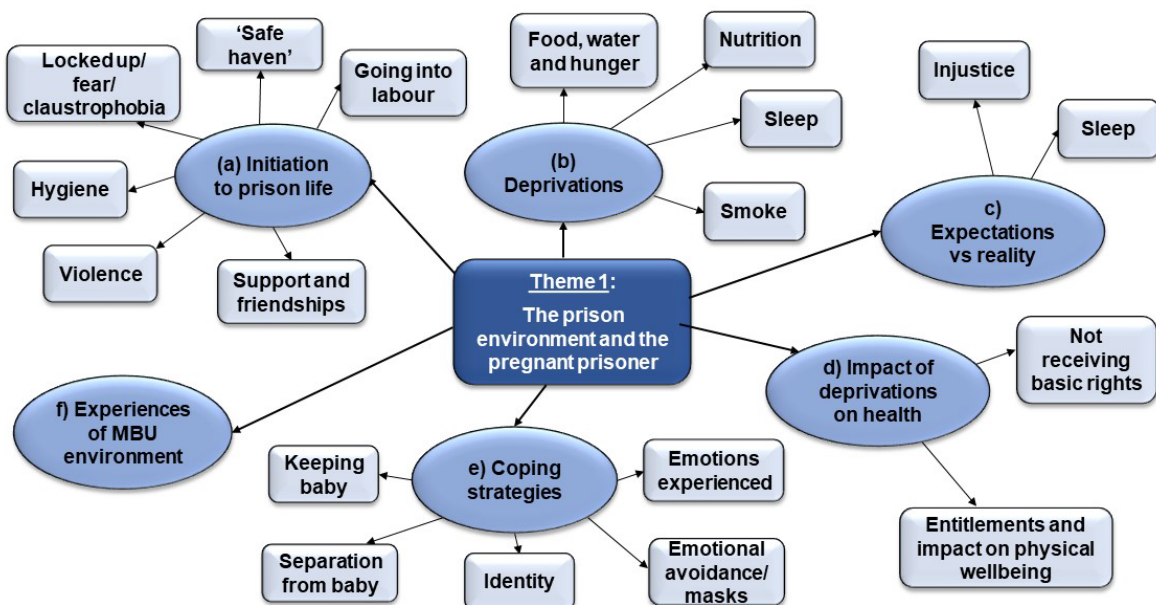 ‘Safe
haven’
Locked up/
fear/
claustrophobia
Going into
labour
(a) Initiation
to prison life
Hygiene
Violence
Support and
friendships
Food, water
and hunger
Nutrition
Sleep
(b)
Deprivations
Smoke
Injustice
Sleep
c)
Expectations
vs reality
Theme 1:
The prison
environment and the
pregnant prisoner
d) Impact of
deprivations
on health
Not
receiving
basic rights
Entitlements and
impact on physical
wellbeing
f) Experiences
of MBU
environment
e) Coping
strategies
Keeping
baby
Emotions
experienced
Separation
from baby
Identity
Emotional
avoidance/
masks